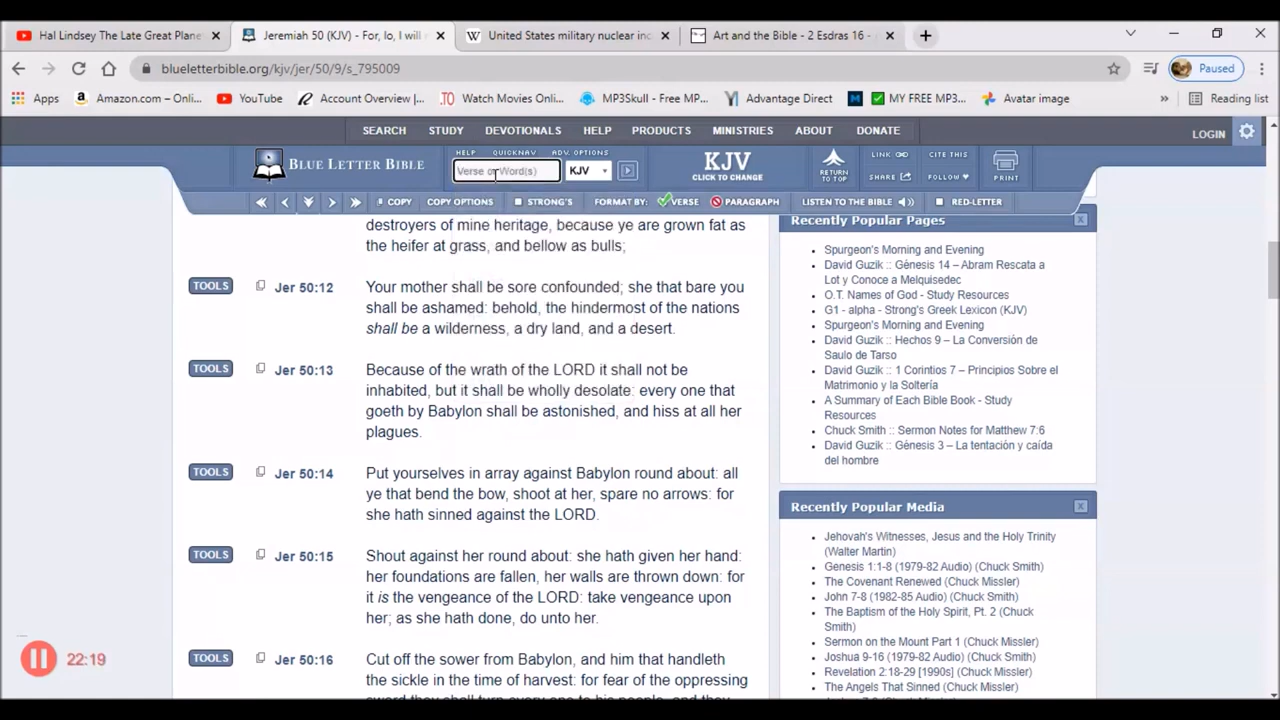 Hal Lindsey The Late Great Plane
Jeremiah 50 (KJV) - For, lo, I will r
United States military nuclear inc
Art and the Bible - 2 Esdras 16 -
blueletterbible.org/kjv/jer/50/9/s_795009
Paused
Apps
Amazon.com – Onli...
YouTube
Account Overview |...
Watch Movies Onli...
MP3Skull - Free MP...
Advantage Direct
MY FREE MP3...
Avatar image
»
Reading list
SEARCH STUDY DEVOTIONALS HELP PRODUCTS MINISTRIES ABOUT DONATE
LOGIN
HELP QUICKNAV ADV. OPTIONS
BLUE LETTER BIBLE
Verse or Word(s)
KJV
KJV
CLICK TO CHANGE
RETURN
TO TOP
LINK
CITE THIS
SHARE
FOLLOW
PRINT
COPY COPY OPTIONS STRONG'S FORMAT BY: VERSE PARAGRAPH LISTEN TO THE BIBLE RED-LETTER
destroyers of mine heritage, because ye are grown fat as
the heifer at grass, and bellow as bulls;
TOOLS Jer 50:12 Your mother shall be sore confounded; she that bare you
shall be ashamed: behold, the hindermost of the nations
shall be a wilderness, a dry land, and a desert.
TOOLS Jer 50:13 Because of the wrath of the LORD it shall not be
inhabited, but it shall be wholly desolate: every one that
goeth by Babylon shall be astonished, and hiss at all her
plagues.
TOOLS Jer 50:14 Put yourselves in array against Babylon round about: all
ye that bend the bow, shoot at her, spare no arrows: for
she hath sinned against the LORD.
TOOLS Jer 50:15 Shout against her round about: she hath given her hand:
her foundations are fallen, her walls are thrown down: for
it is the vengeance of the LORD: take vengeance upon
her; as she hath done, do unto her.
TOOLS Jer 50:16 Cut off the sower from Babylon, and him that handleth
the sickle in the time of harvest: for fear of the oppressing
sword they shall turn every one to his people, and they
Recently Popular Pages
Spurgeon's Morning and Evening
David Guzik :: Génesis 14 – Abram Rescata a
Lot y Conoce a Melquisedec
O.T. Names of God - Study Resources
G1 - alpha - Strong's Greek Lexicon (KJV)
Spurgeon's Morning and Evening
David Guzik :: Hechos 9 – La Conversión de
Saulo de Tarso
David Guzik :: 1 Corintios 7 – Principios Sobre el
Matrimonio y la Soltería
A Summary of Each Bible Book - Study
Resources
Chuck Smith :: Sermon Notes for Matthew 7:6
David Guzik :: Génesis 3 – La tentación y caída
del hombre
Recently Popular Media
Jehovah's Witnesses, Jesus and the Holy Trinity
(Walter Martin)
Genesis 1:1-8 (1979-82 Audio) (Chuck Smith)
The Covenant Renewed (Chuck Missler)
John 7-8 (1982-85 Audio) (Chuck Smith)
The Baptism of the Holy Spirit, Pt. 2 (Chuck
Smith)
Sermon on the Mount Part 1 (Chuck Missler)
Joshua 9-16 (1979-82 Audio) (Chuck Smith)
Revelation 2:18-29 [1990s] (Chuck Missler)
The Angels That Sinned (Chuck Missler)
22:19